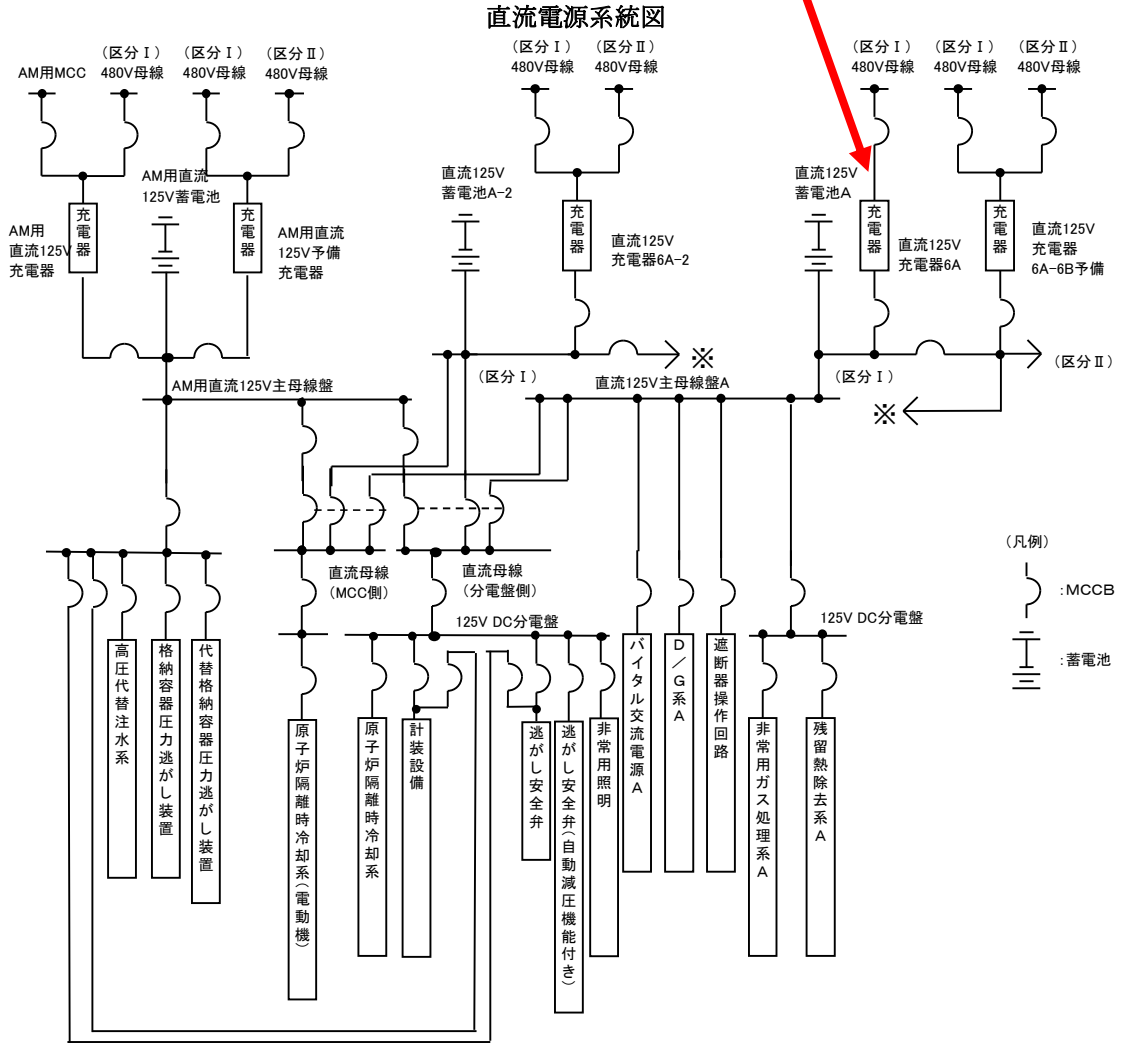 直流電源系統図
(区分Ⅰ)
480V母線
(区分Ⅰ)
480V母線
(区分Ⅱ)
480V母線
AM用MCC
(区分Ⅰ)
480V母線
(区分Ⅱ)
480V母線
(区分Ⅰ)
480V母線
(区分Ⅰ)
480V母線
(区分Ⅱ)
480V母線
AM用
直流125V
充電器
充電器
AM用直流
125V蓄電池
充電器
AM用直流
125V予備
充電器
直流125V
蓄電池A-2
充電器
直流125V
充電器6A-2
直流125V
蓄電池A
充電器
直流125V
充電器6A
充電器
直流125V
充電器
6A-6B予備
※
(区分Ⅱ)
AM用直流125V主母線盤
(区分Ⅰ)
直流125V主母線盤A
(区分Ⅰ)
※
直流母線
(MCC側)
直流母線
(分電盤側)
125V DC分電盤
125V DC分電盤
(凡例)
:MCCB
:蓄電池
高圧代替注水系
格納容器圧力逃がし装置
代替格納容器圧力逃がし装置
原子炉隔離時冷却系(電動機)
原子炉隔離時冷却系
計装設備
逃がし安全弁
逃がし安全弁(自動減圧機能付き)
非常用照明
バイタル交流電源A
D/G系A
遮断器操作回路
非常用ガス処理系A
残留熱除去系A